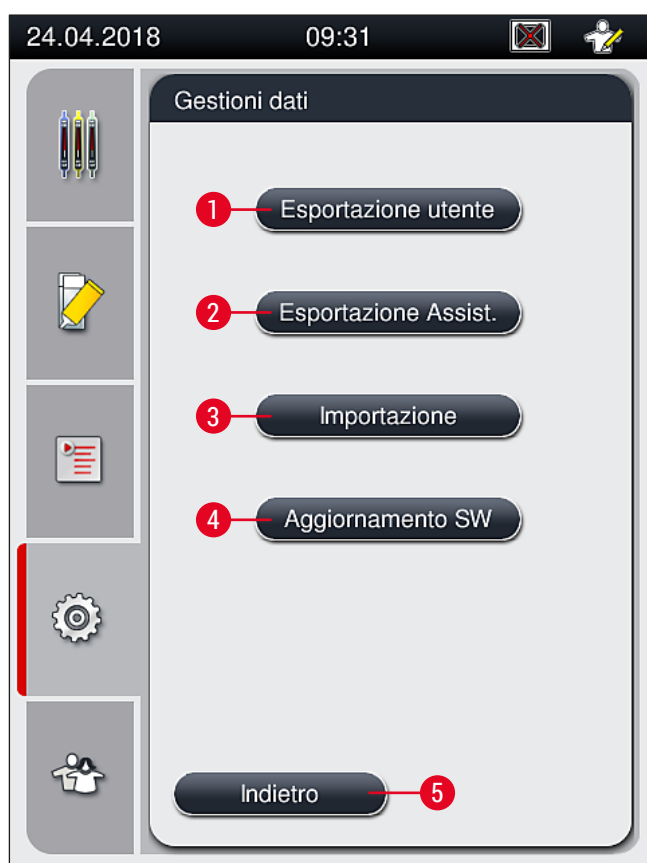 24.04.2018 09:31
Gestioni dati
1 Esportazione utente
2 Esportazione Assist.
3 Importazione
4 Aggiornamento SW
Indietro 5